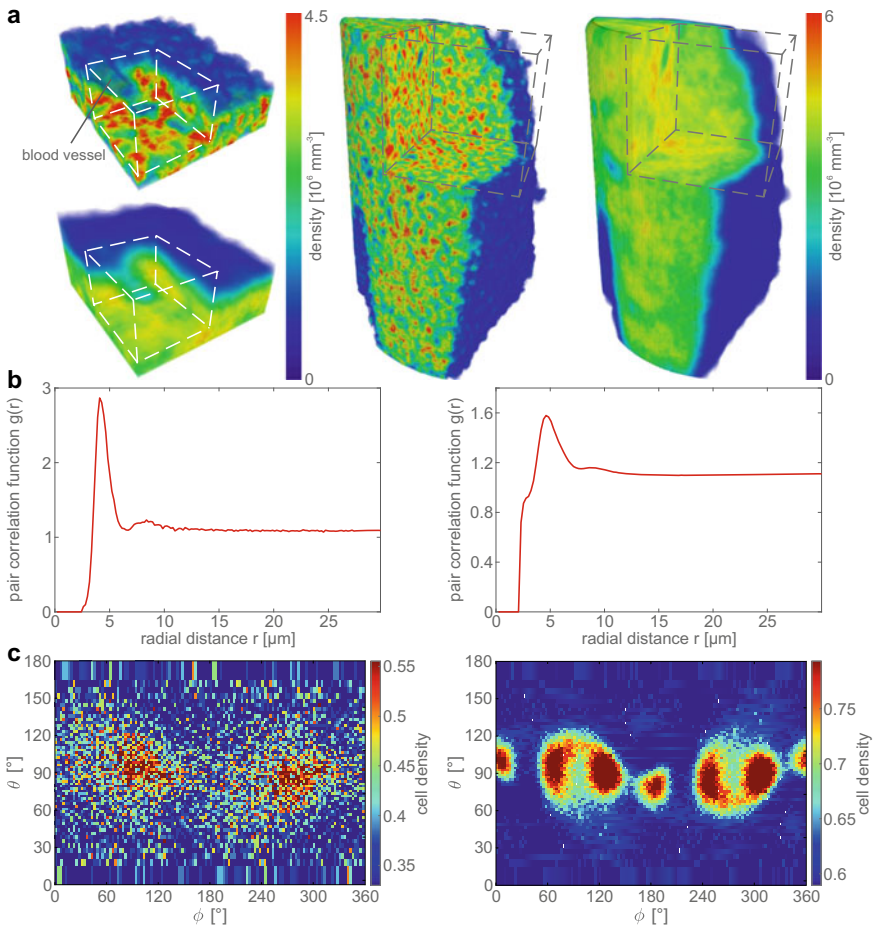 a
4.5
density [10⁶ mm⁻³]
0
blood vessel
6
density [10⁶ mm⁻³]
0
b
3
2
1
0
pair correlation function g(r)
0 5 10 15 20 25
radial distance r [µm]
1.6
1.2
0.8
0.4
0
pair correlation function g(r)
0 5 10 15 20 25
radial distance r [µm]
c
180
150
120
90
60
30
0
θ [°]
0 60 120 180 240 300 360
ϕ [°]
0.55
0.5
0.45
0.4
0.35
cell density
180
150
120
90
60
30
0
θ [°]
0 60 120 180 240 300 360
ϕ [°]
0.75
0.7
0.65
0.6
cell density